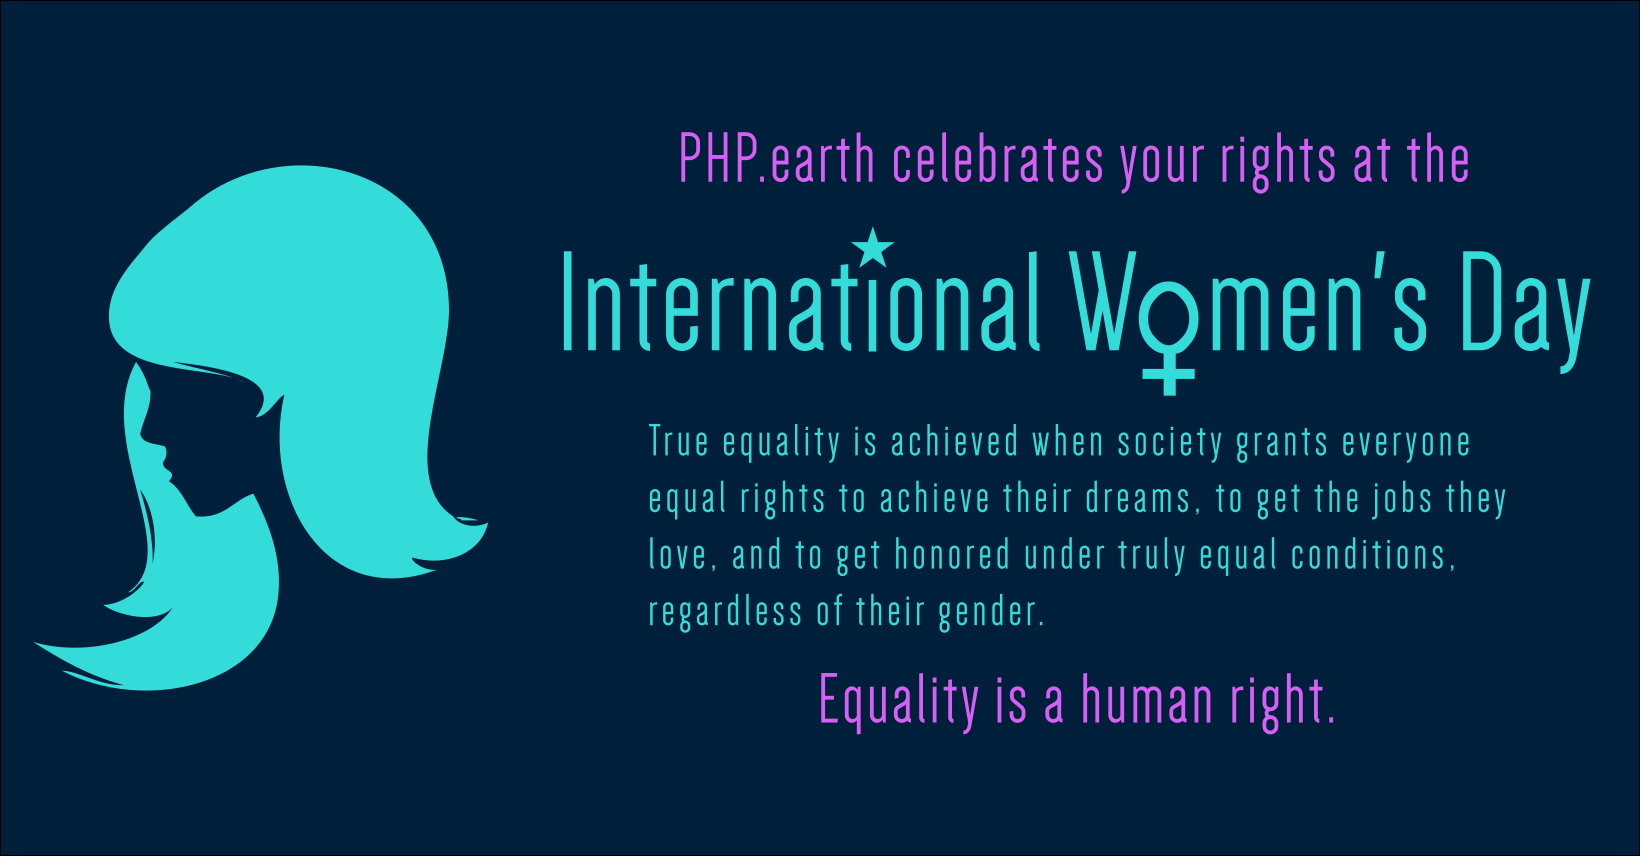 PHP.earth celebrates your rights at the
International Women's Day
True equality is achieved when society grants everyone
equal rights to achieve their dreams, to get the jobs they
love, and to get honored under truly equal conditions,
regardless of their gender.
Equality is a human right.